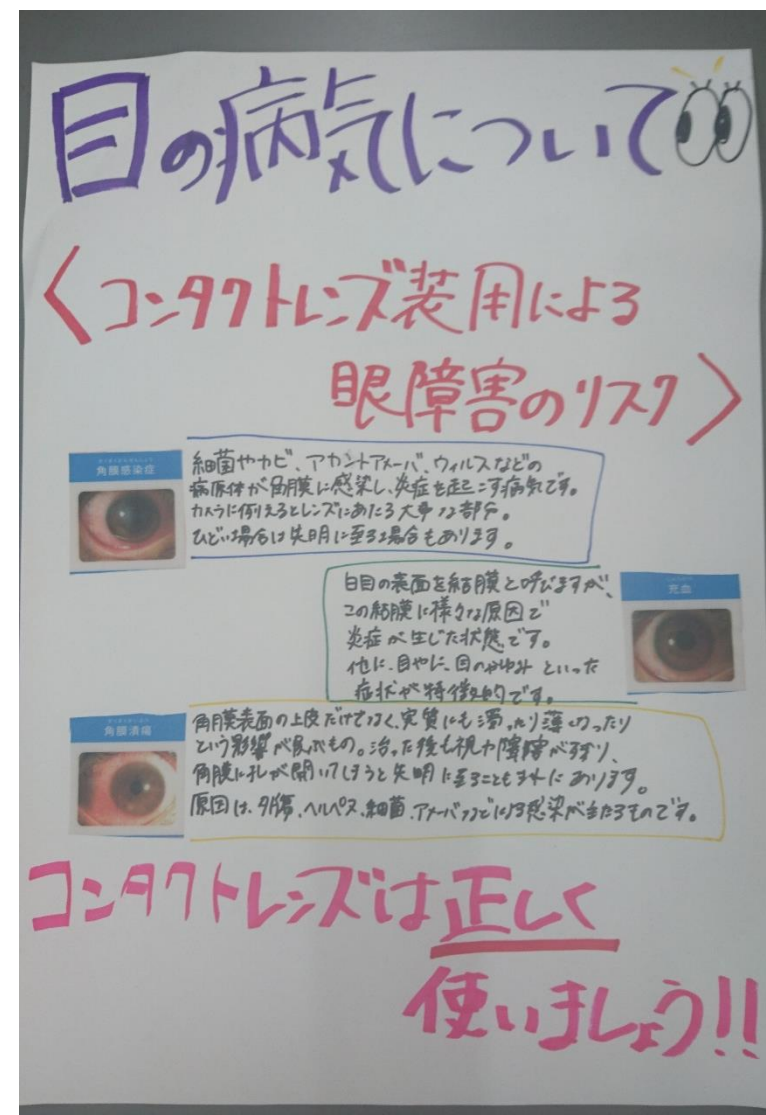 目の病気について
〈コンタクトレンズ装用による
眼障害のリスク〉
角膜感染症
細菌やカビ、アカントアメーバ、ウィルスなどの
病原体が角膜に感染し、炎症を起こす病気です。
カメラに例えるとレンズにあたる大事な部分。
ひどい場合は失明に至る場合もあります。
白目の表面を結膜と呼びますが、
この結膜に様々な原因で
炎症が生じた状態です。
他に、目やに、目のかゆみといった
症状が特徴的です。
充血
角膜潰瘍
角膜表面の上皮だけでなく、実質にも濁ったり薄くなったり
という影響が及ぶもの。治った後も視力障害が残り、
角膜に孔が開いてしまうと失明に至ることもまれにあります。
原因は、外傷、ヘルペス、細菌、アメーバなどによる感染が主たるものです。
コンタクトレンズは正しく
使いましょう!!